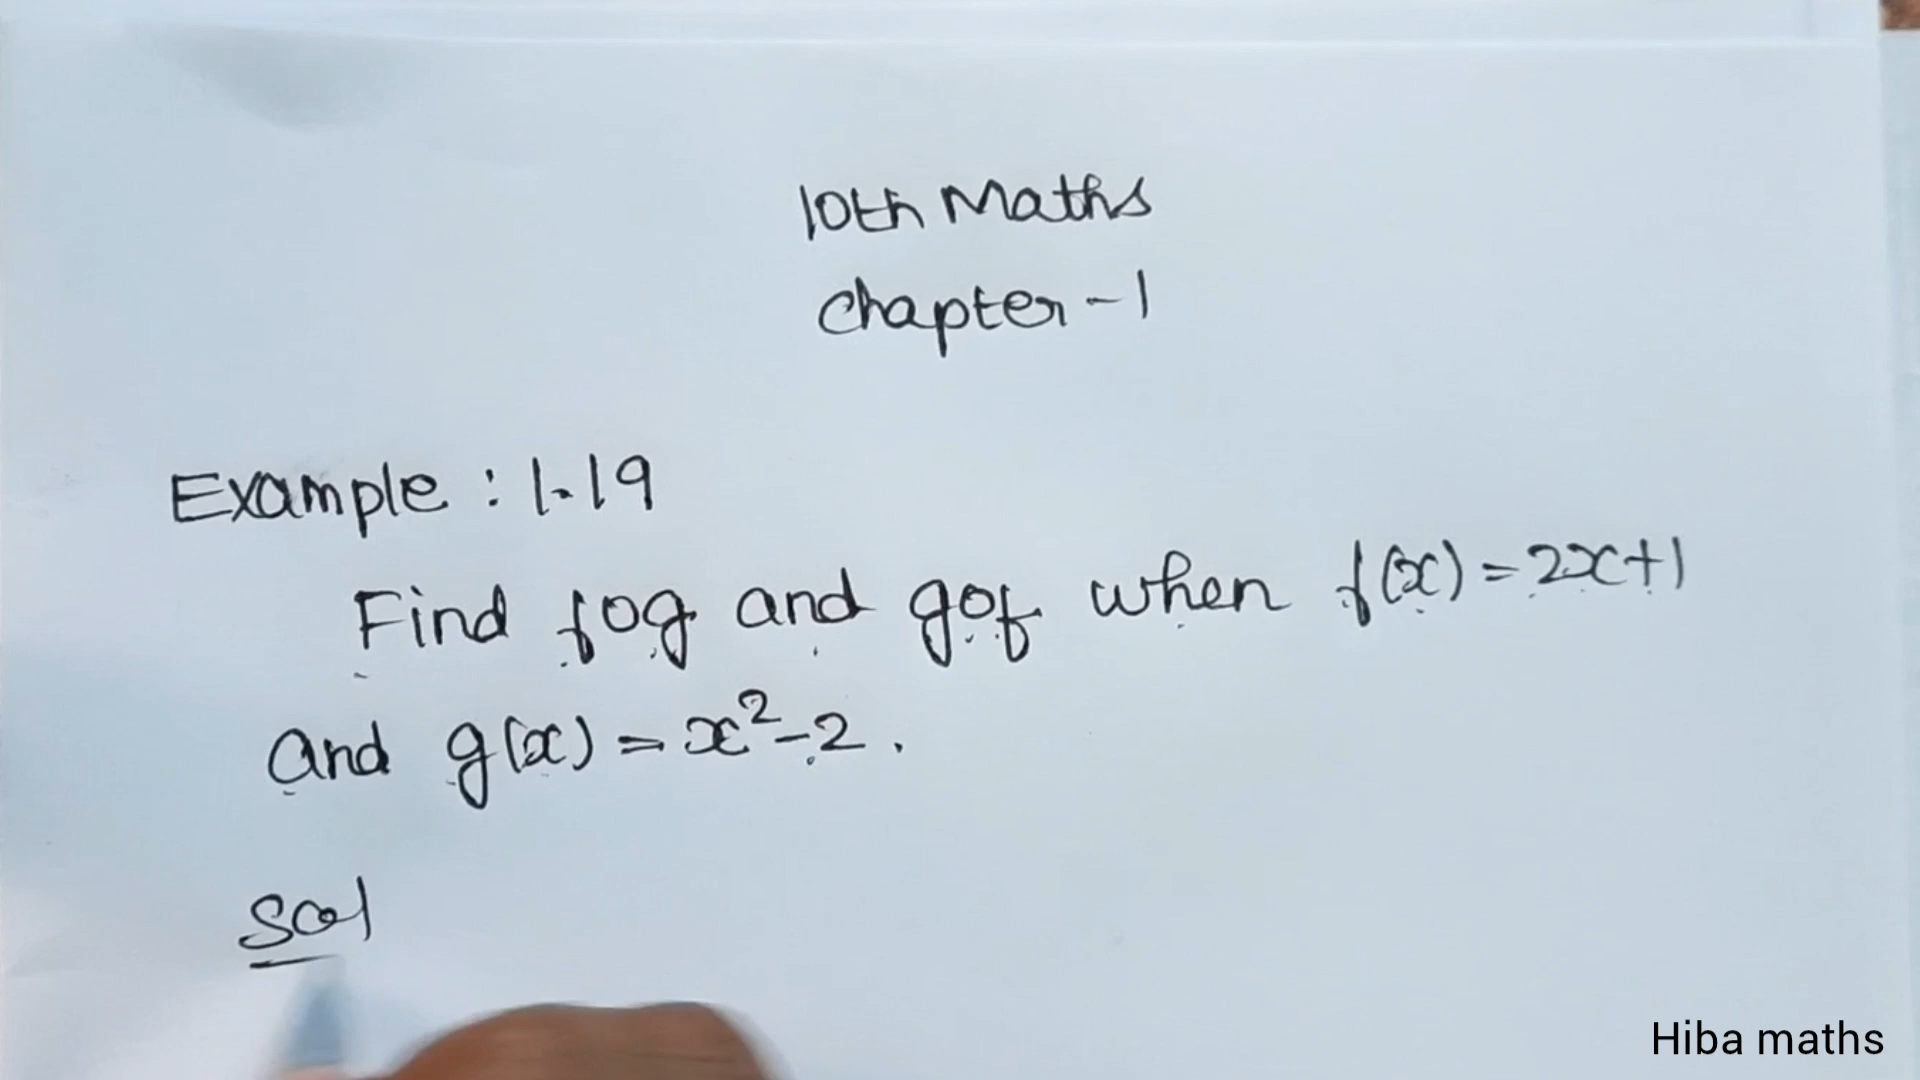 10th Maths
Chapter-1
Example : 1.19
Find fog and gof when f(x)=2x+1
and g(x)=x²-2.
Sol
Hiba maths